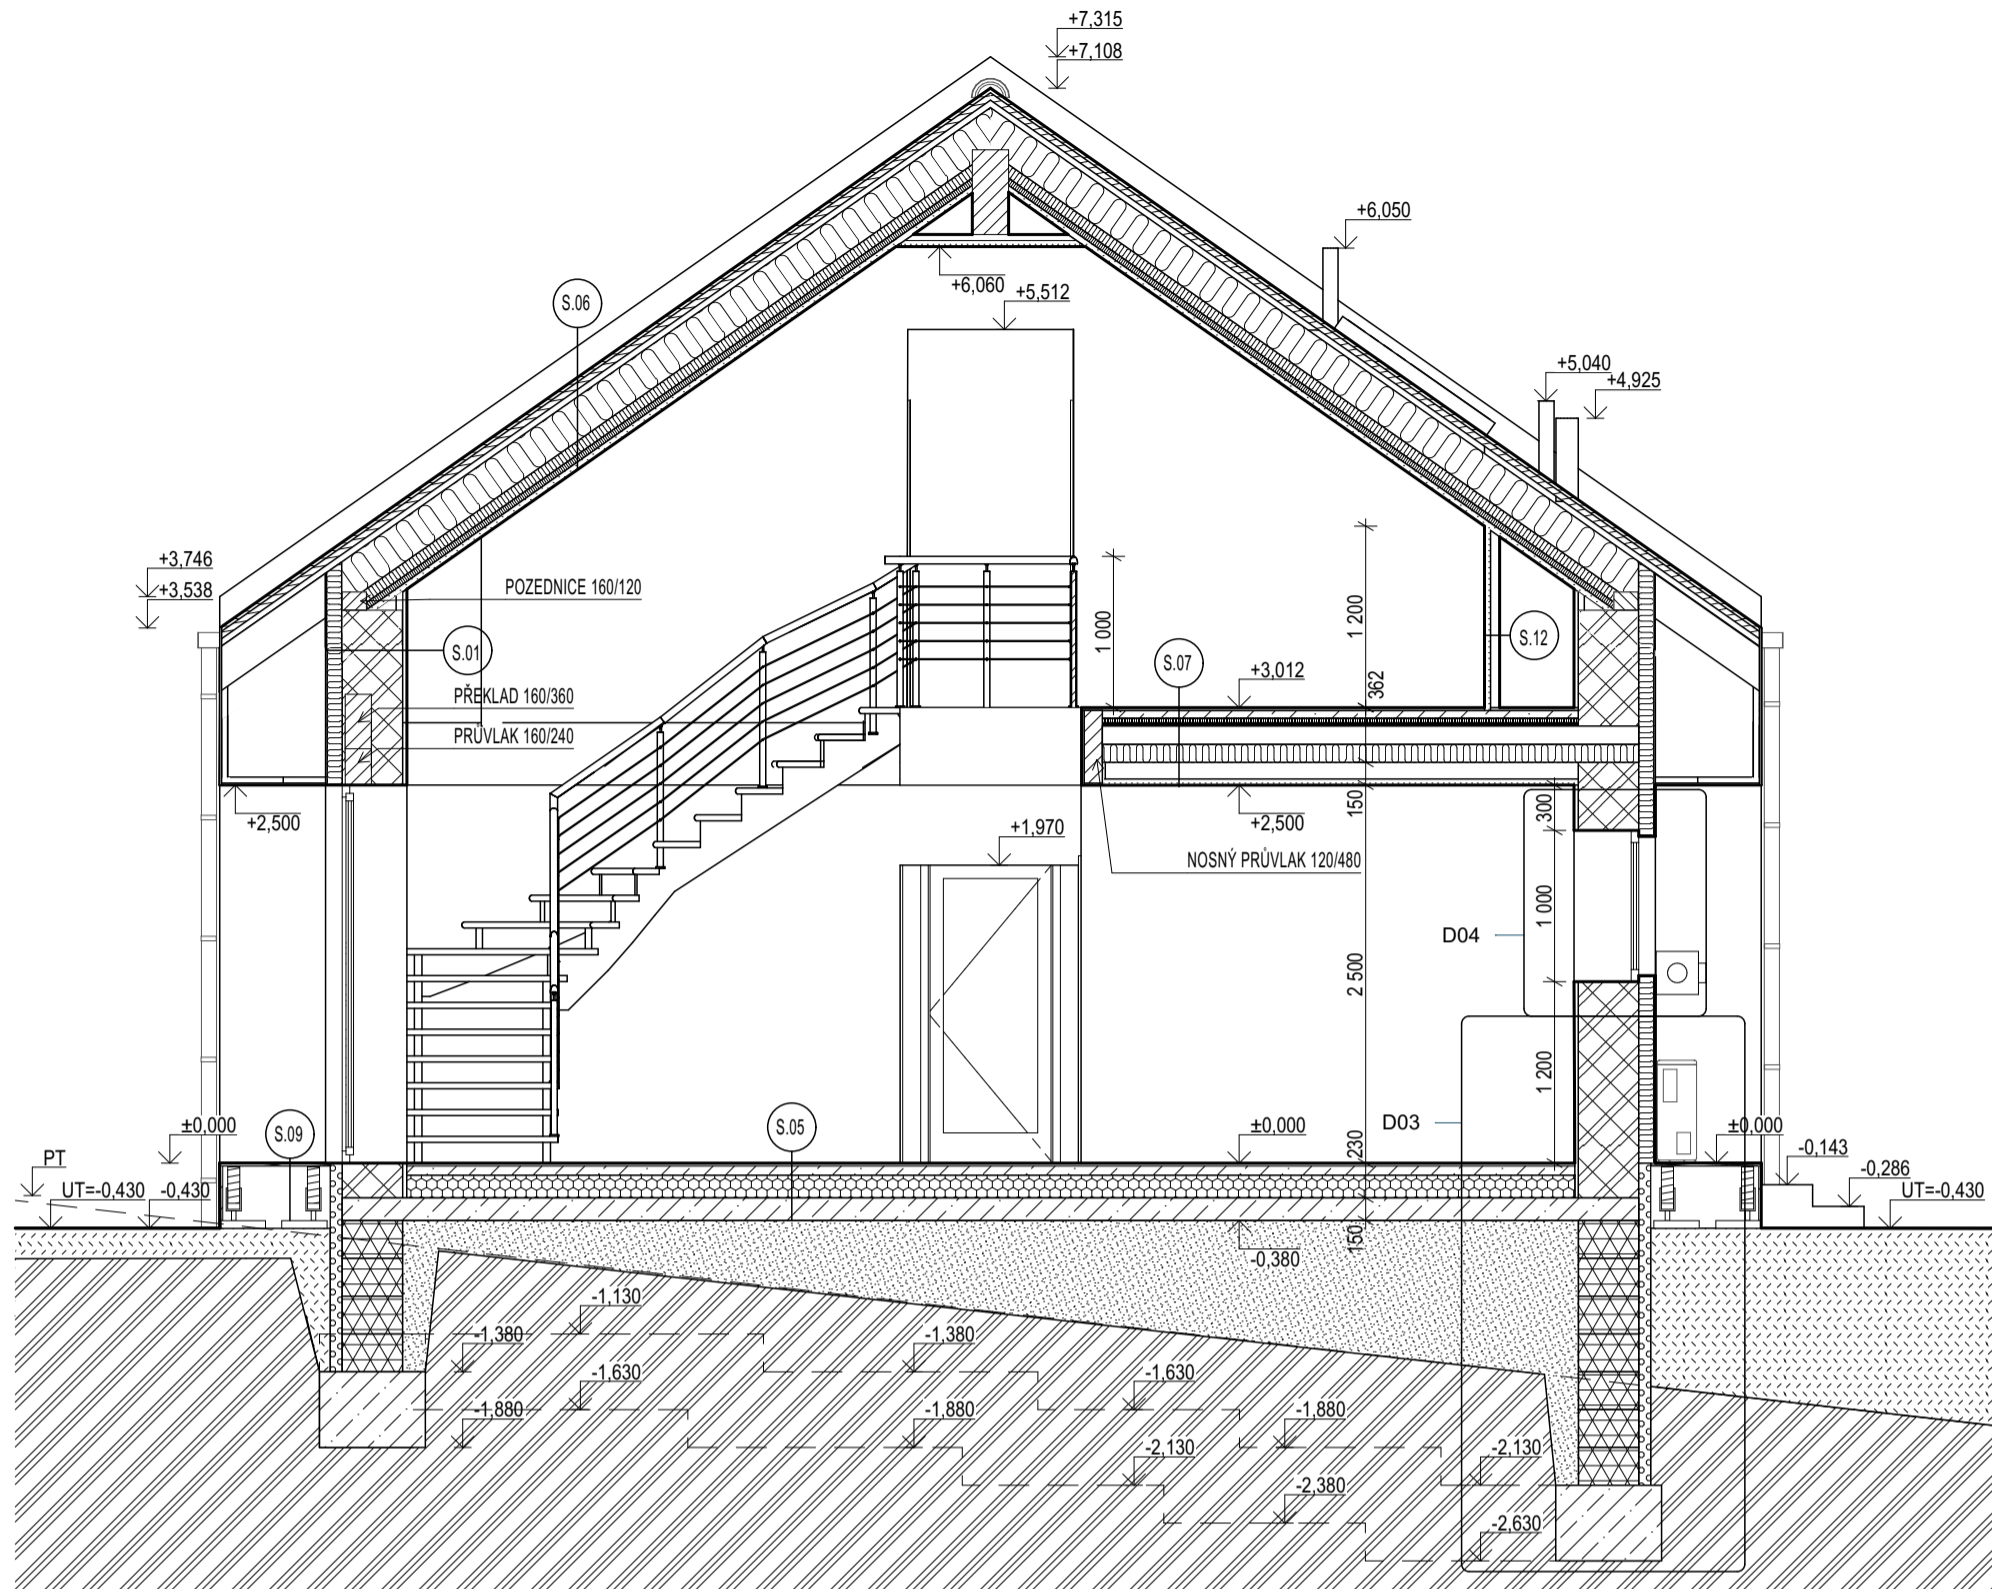 +7,315
+7,108
+6,050
+6,060
+5,512
S.06
+5,040
+4,925
+3,746
+3,538
POZEDNICE 160/120
S.01
1 000
1 200
S.12
S.07
+3,012
362
PŘEKLAD 160/360
PRŮVLAK 160/240
+2,500
+2,500
150
300
+1,970
NOSNÝ PRŮVLAK 120/480
1 000
D04
2 500
1 200
D03
±0,000
S.09
S.05
±0,000
230
±0,000
-0,143
PT
UT=-0,430
-0,430
-0,286
UT=-0,430
150
-0,380
-1,130
-1,380
-1,380
-1,630
-1,630
-1,880
-1,880
-1,880
-2,130
-2,130
-2,380
-2,630